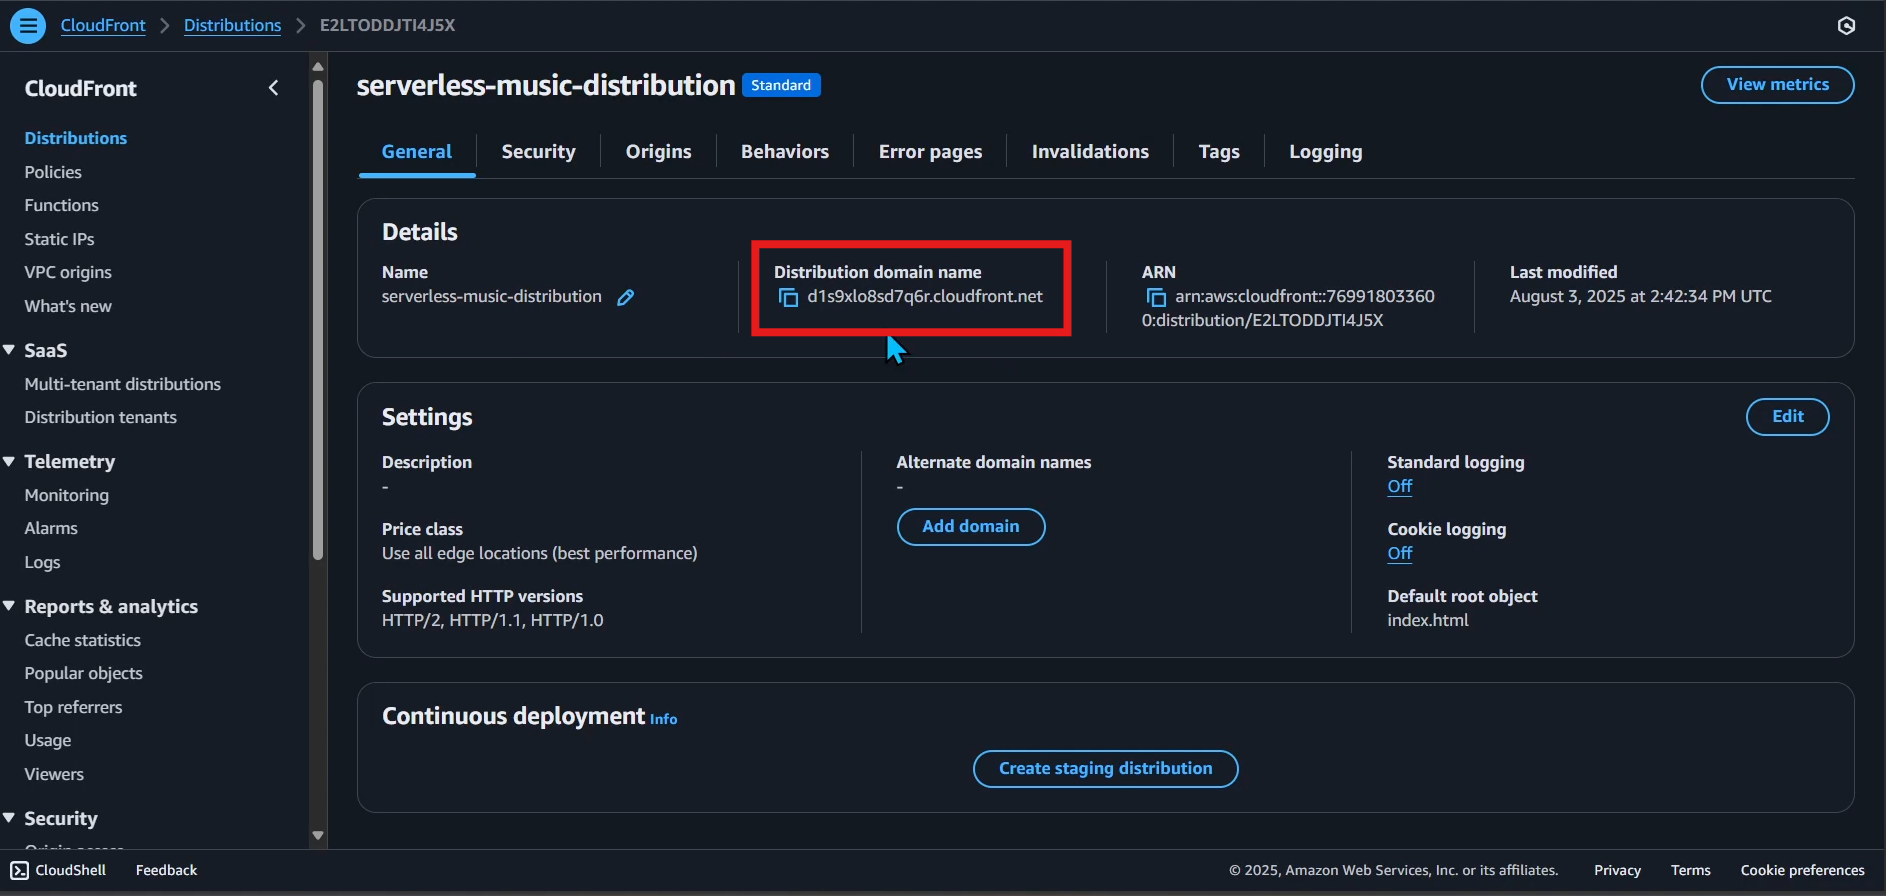 CloudFront
Distributions
E2LTODDJTI4J5X
CloudFront
Distributions
Policies
Functions
Static IPs
VPC origins
What's new
SaaS
Multi-tenant distributions
Distribution tenants
Telemetry
Monitoring
Alarms
Logs
Reports & analytics
Cache statistics
Popular objects
Top referrers
Usage
Viewers
Security
serverless-music-distribution Standard
View metrics
General Security Origins Behaviors Error pages Invalidations Tags Logging
Details
Name
serverless-music-distribution
Distribution domain name
d1s9xlo8sd7q6r.cloudfront.net
ARN
arn:aws:cloudfront::76991803360
0:distribution/E2LTODDJTI4J5X
Last modified
August 3, 2025 at 2:42:34 PM UTC
Settings
Edit
Description
-
Price class
Use all edge locations (best performance)
Supported HTTP versions
HTTP/2, HTTP/1.1, HTTP/1.0
Alternate domain names
-
Add domain
Standard logging
Off
Cookie logging
Off
Default root object
index.html
Continuous deployment Info
Create staging distribution
CloudShell Feedback
© 2025, Amazon Web Services, Inc. or its affiliates. Privacy Terms Cookie preferences